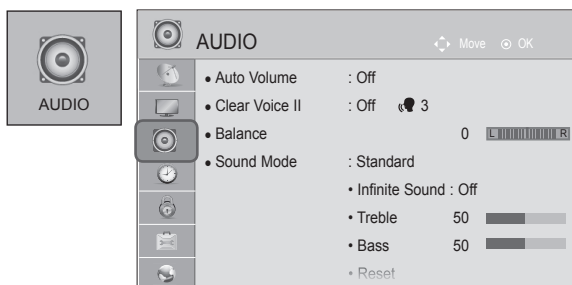 AUDIO
AUDIO
Move OK
• Auto Volume : Off
• Clear Voice II : Off 3
• Balance 0 L R
• Sound Mode : Standard
• Infinite Sound : Off
• Treble 50
• Bass 50
• Reset